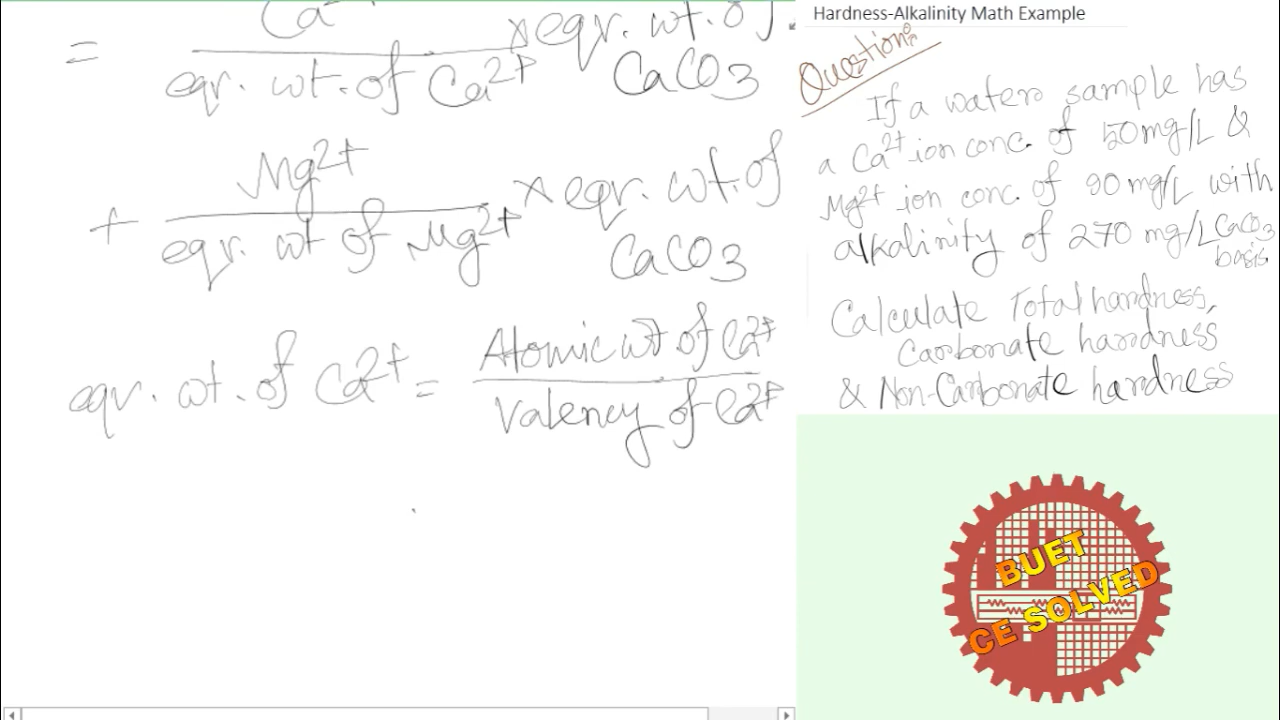 Ca²⁺
= ———— × eqv. wt. of
eqv. wt. of Ca²⁺ CaCO3
Mg²⁺
+ ———— × eqv. wt. of
eqv. wt of Mg²⁺ CaCO3
eqv. wt. of Ca²⁺ = Atomic wt of Ca²⁺
Valency of Ca²⁺
Hardness-Alkalinity Math Example
Question:
If a water sample has
a Ca²⁺ ion conc. of 50 mg/L &
Mg²⁺ ion conc. of 90 mg/L with
alkalinity of 270 mg/L CaCO3
basis.
Calculate Total hardness,
Carbonate hardness
& Non-Carbonate hardness
BUET
CE SOLVED